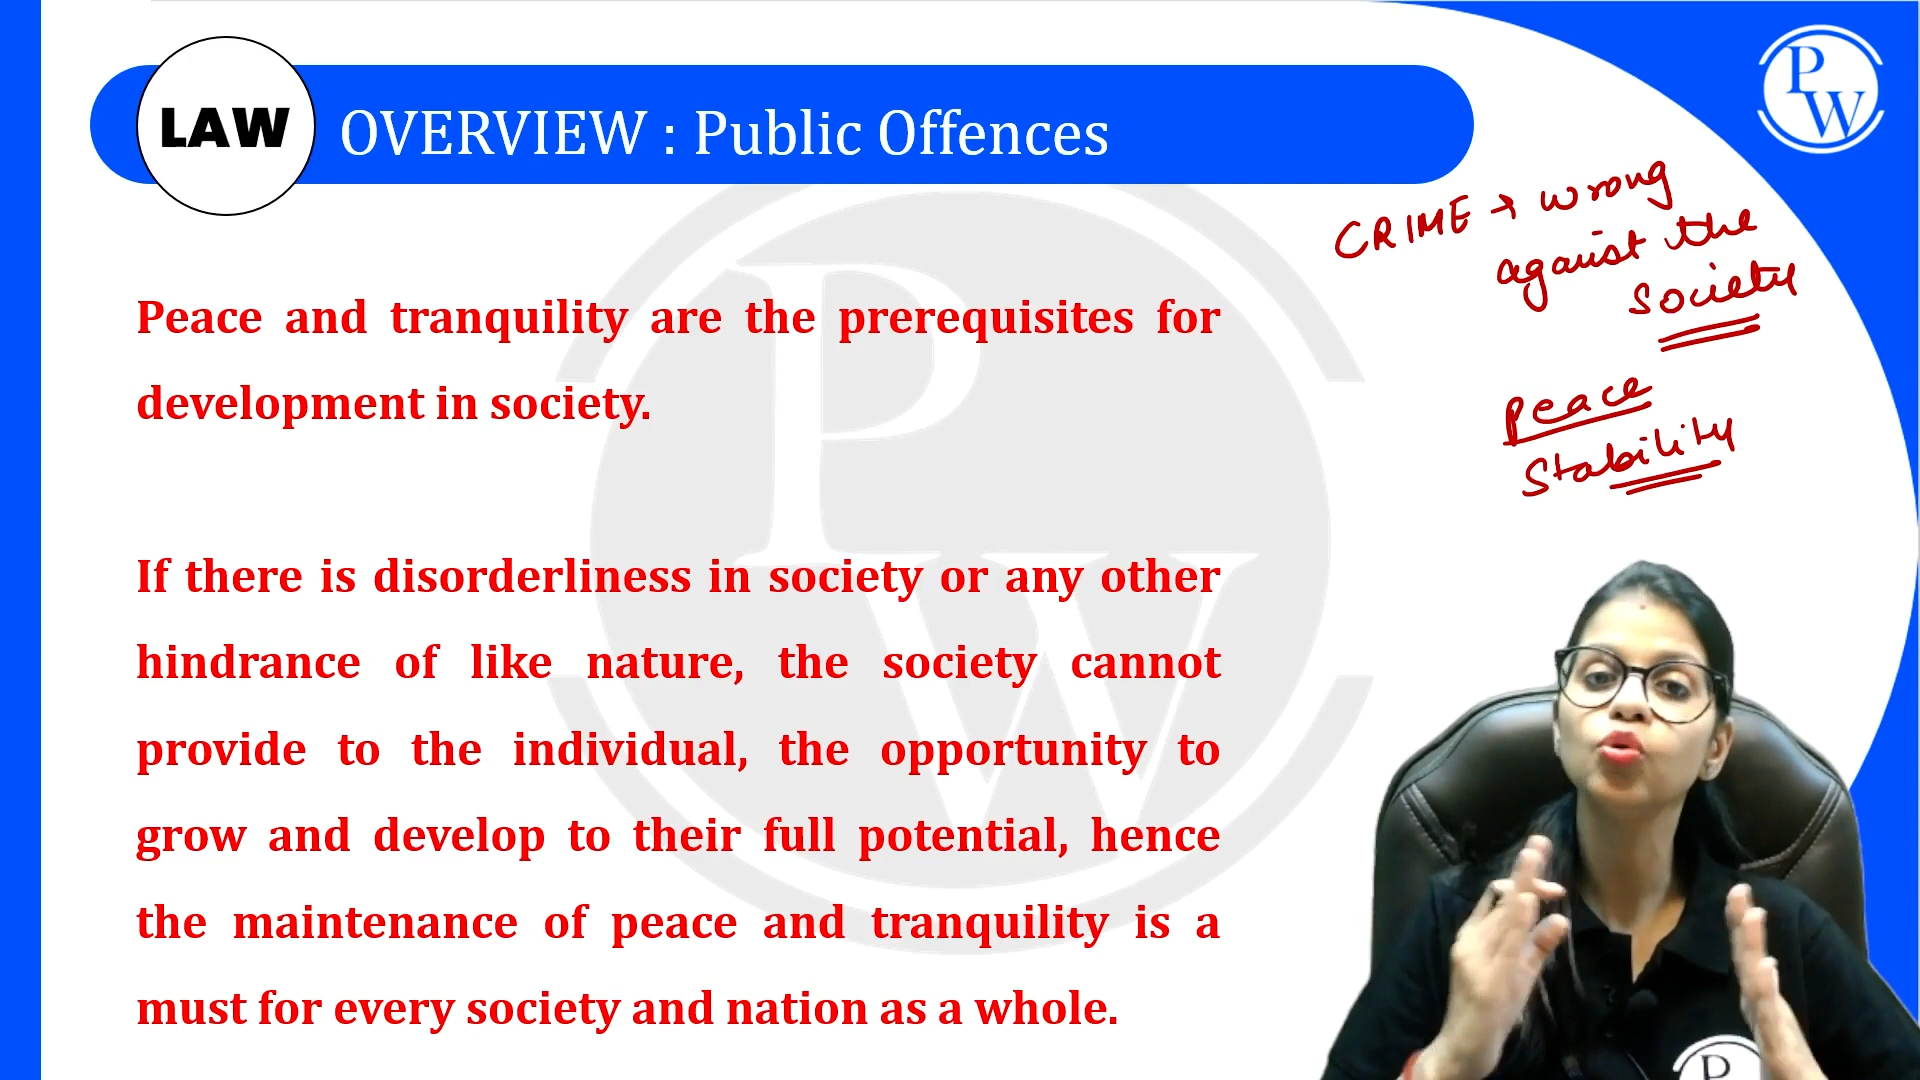 LAW
OVERVIEW : Public Offences
PW
CRIME → wrong
against the
society
Peace
Stability
Peace and tranquility are the prerequisites for
development in society.
If there is disorderliness in society or any other
hindrance of like nature, the society cannot
provide to the individual, the opportunity to
grow and develop to their full potential, hence
the maintenance of peace and tranquility is a
must for every society and nation as a whole.
PW
P